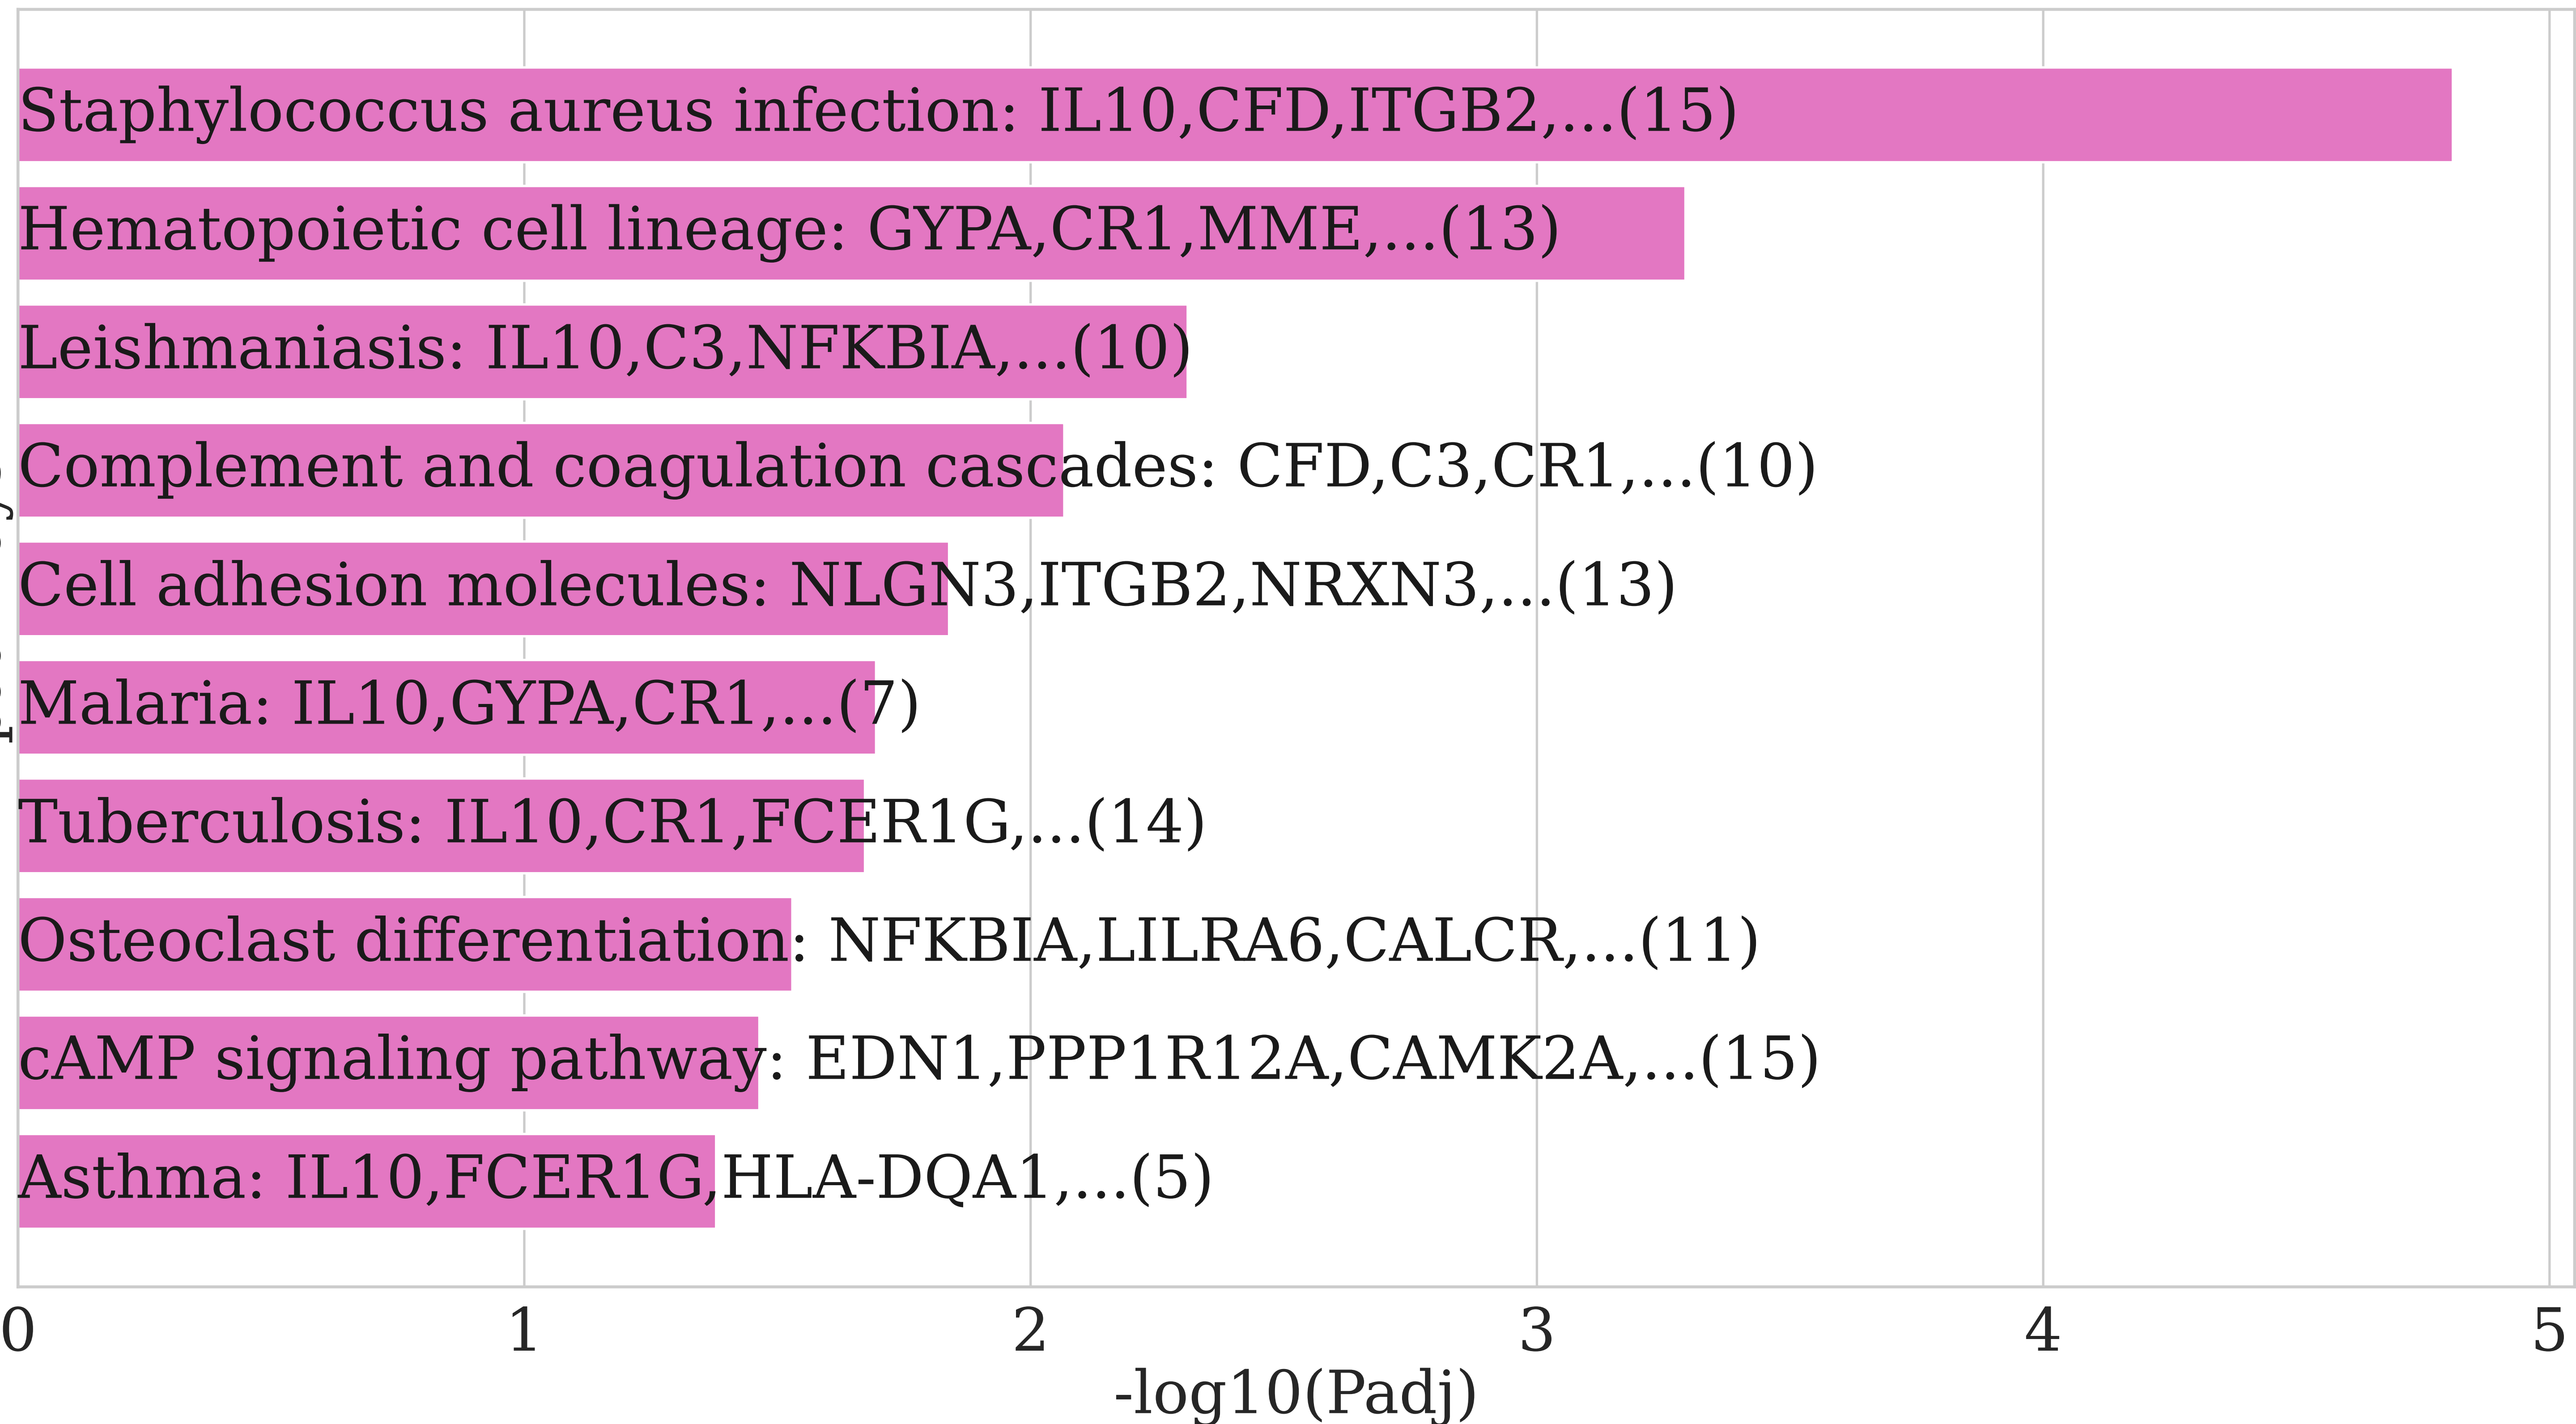 Staphylococcus aureus infection: IL10,CFD,ITGB2,...(15)
Hematopoietic cell lineage: GYPA,CR1,MME,...(13)
Leishmaniasis: IL10,C3,NFKBIA,...(10)
Complement and coagulation cascades: CFD,C3,CR1,...(10)
Cell adhesion molecules: NLGN3,ITGB2,NRXN3,...(13)
Malaria: IL10,GYPA,CR1,...(7)
Tuberculosis: IL10,CR1,FCER1G,...(14)
Osteoclast differentiation: NFKBIA,LILRA6,CALCR,...(11)
cAMP signaling pathway: EDN1,PPP1R12A,CAMK2A,...(15)
Asthma: IL10,FCER1G,HLA-DQA1,...(5)
0 1 2 3 4 5
-log10(Padj)